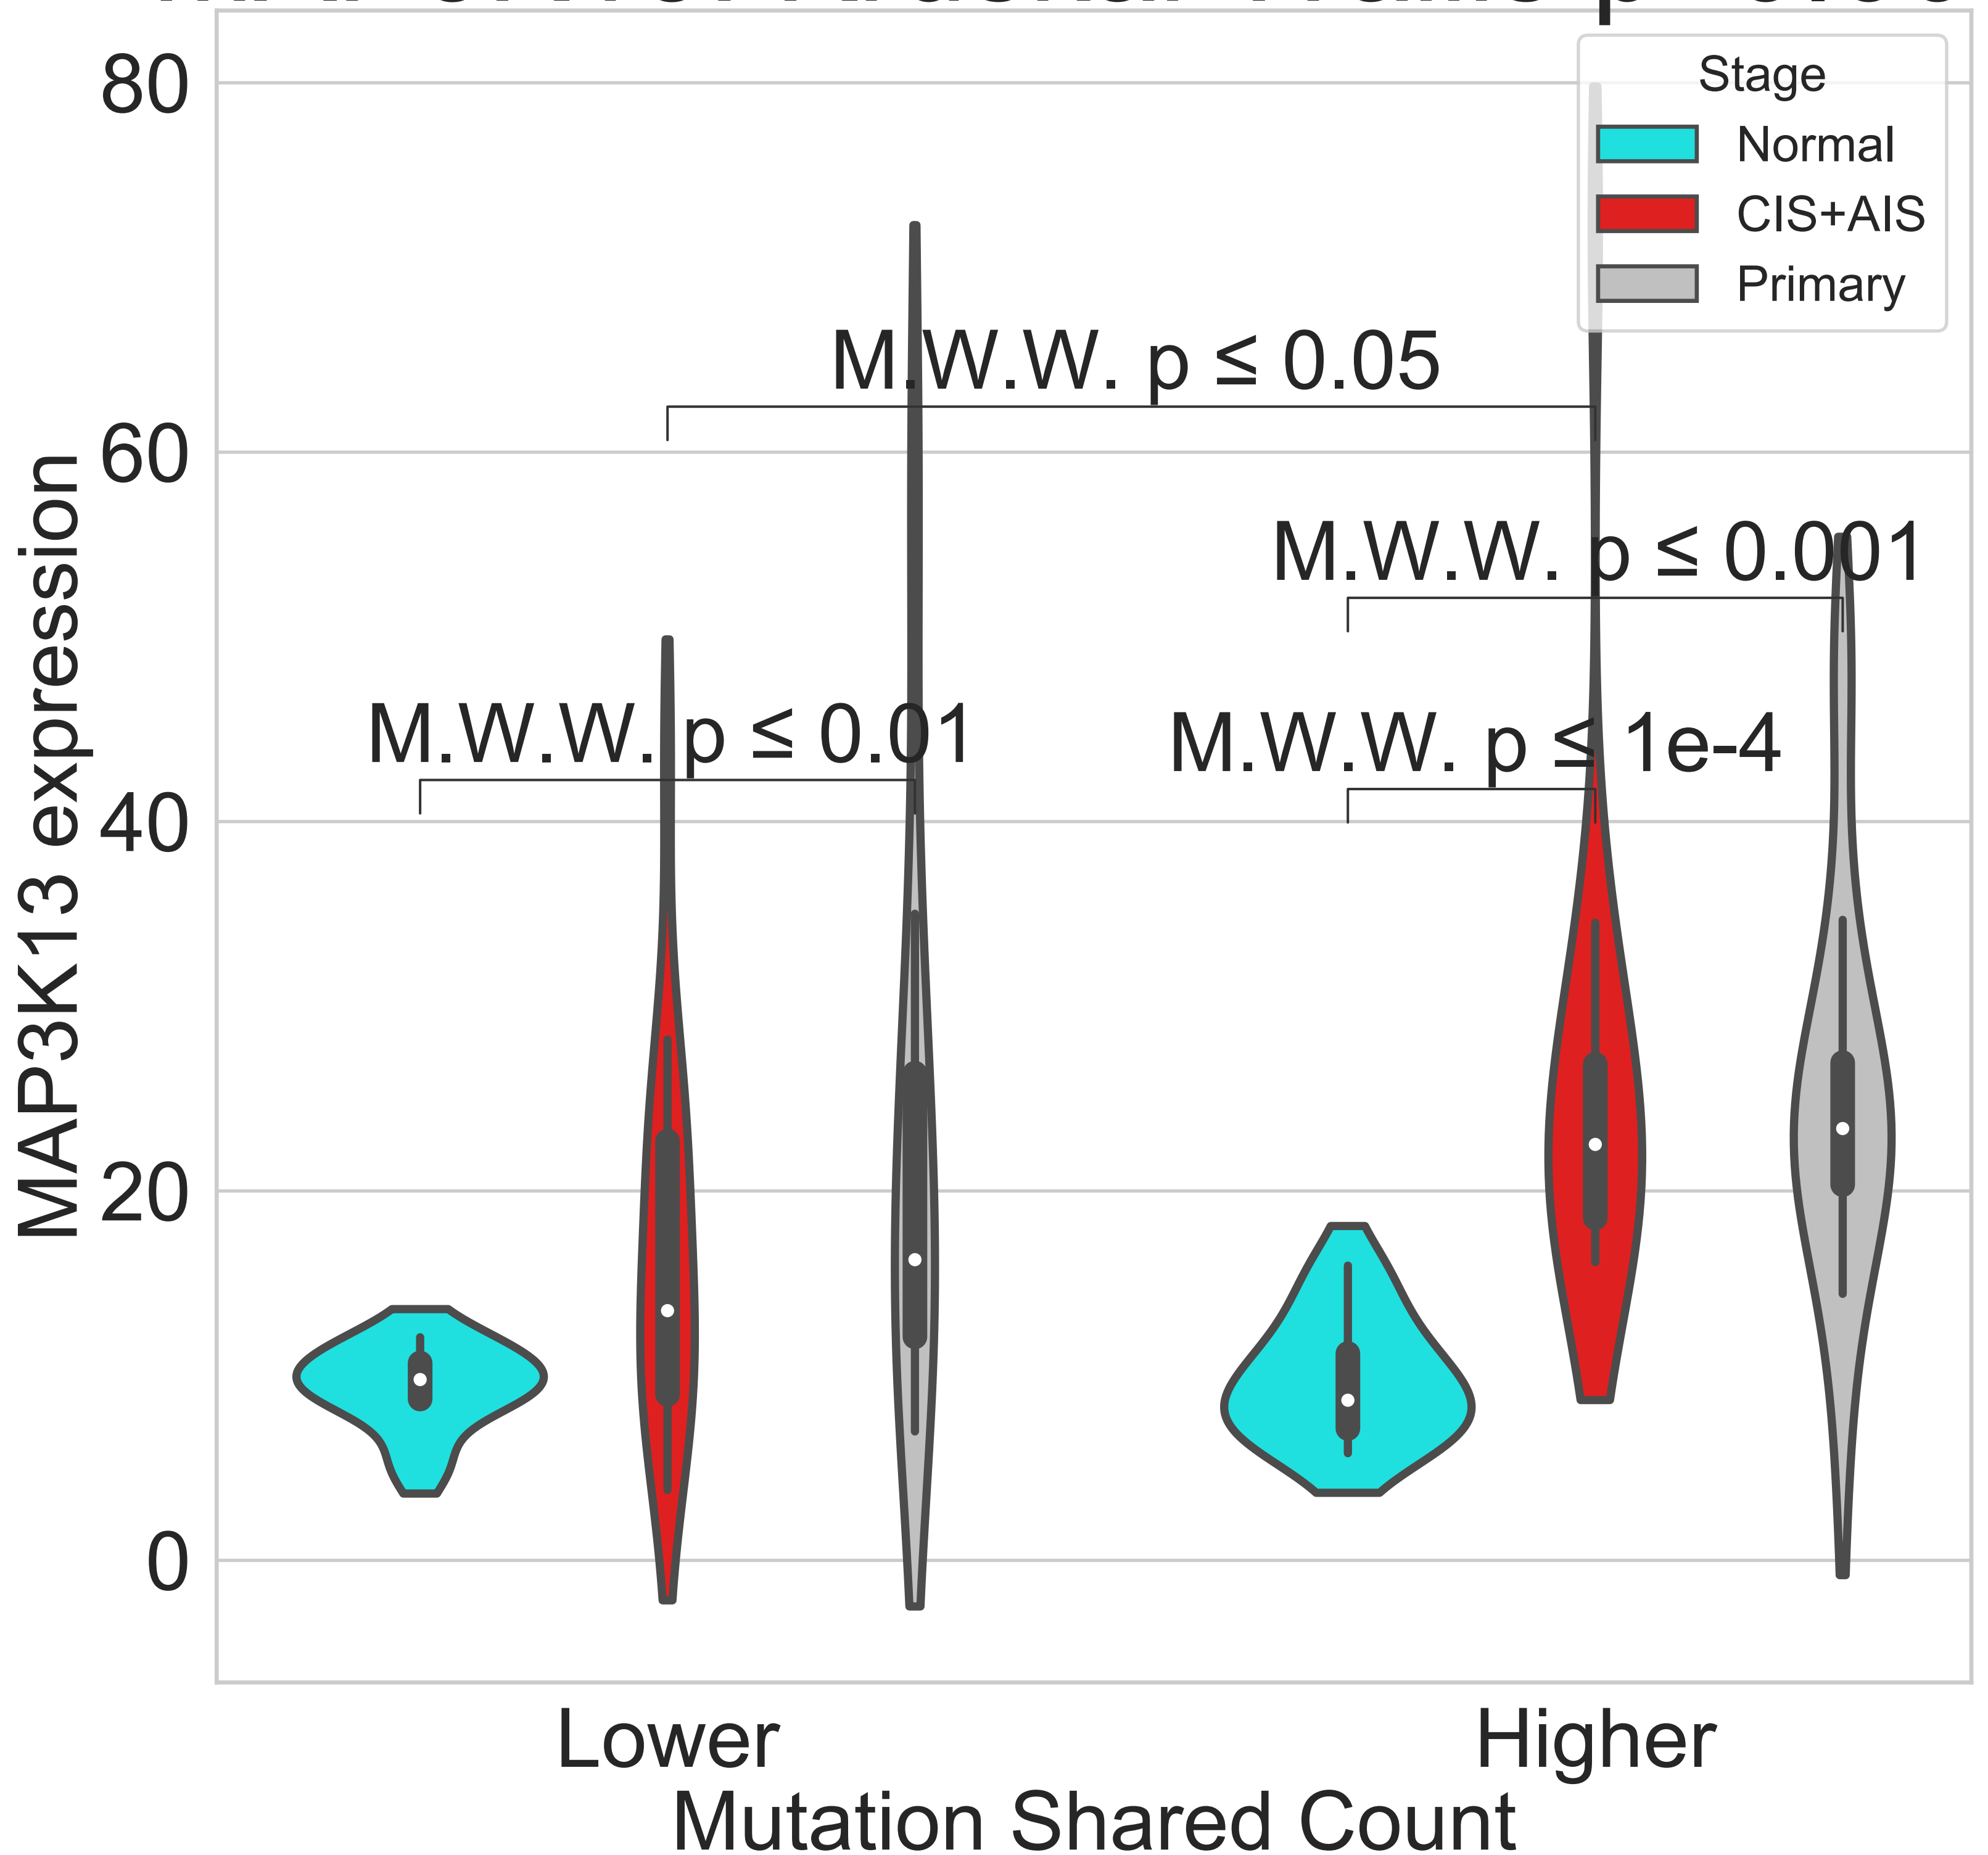 80
60
40
20
0
MAP3K13 expression
Stage
Normal
CIS+AIS
Primary
M.W.W. p ≤ 0.05
M.W.W. p ≤ 0.001
M.W.W. p ≤ 0.01
M.W.W. p ≤ 1e-4
Lower
Higher
Mutation Shared Count